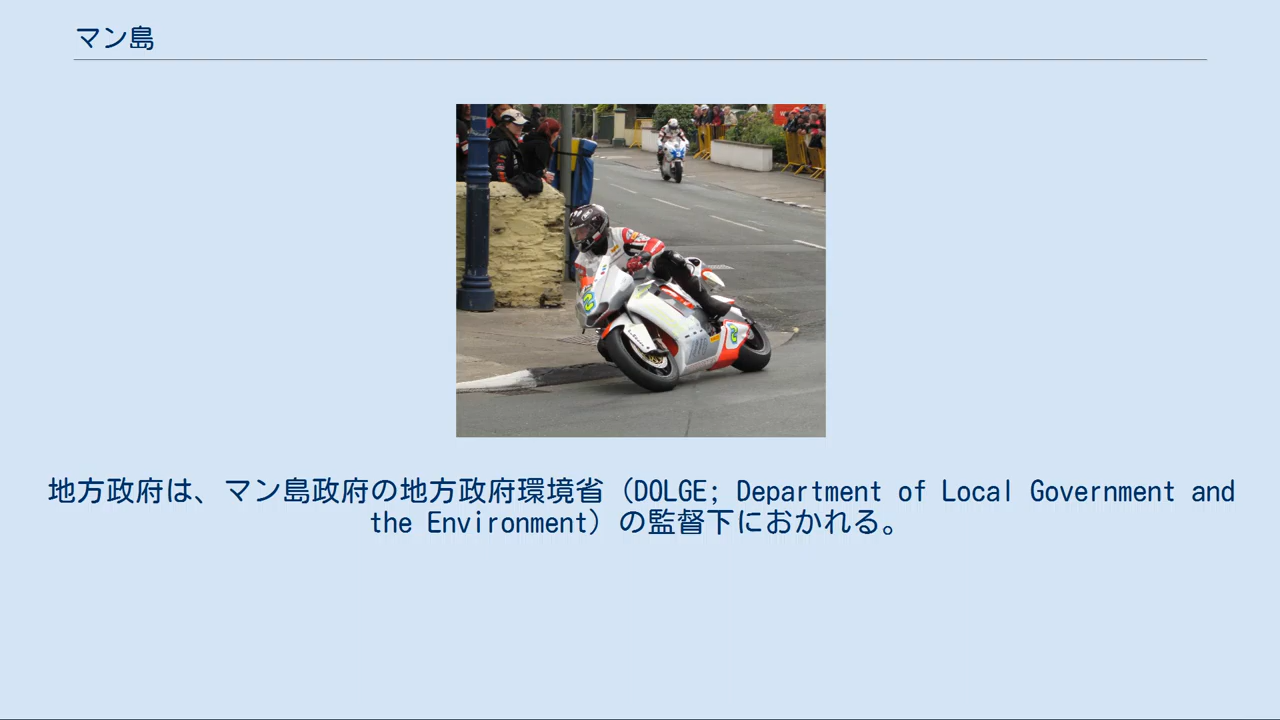 マン島
地方政府は、マン島政府の地方政府環境省（DOLGE; Department of Local Government and
the Environment）の監督下におかれる。